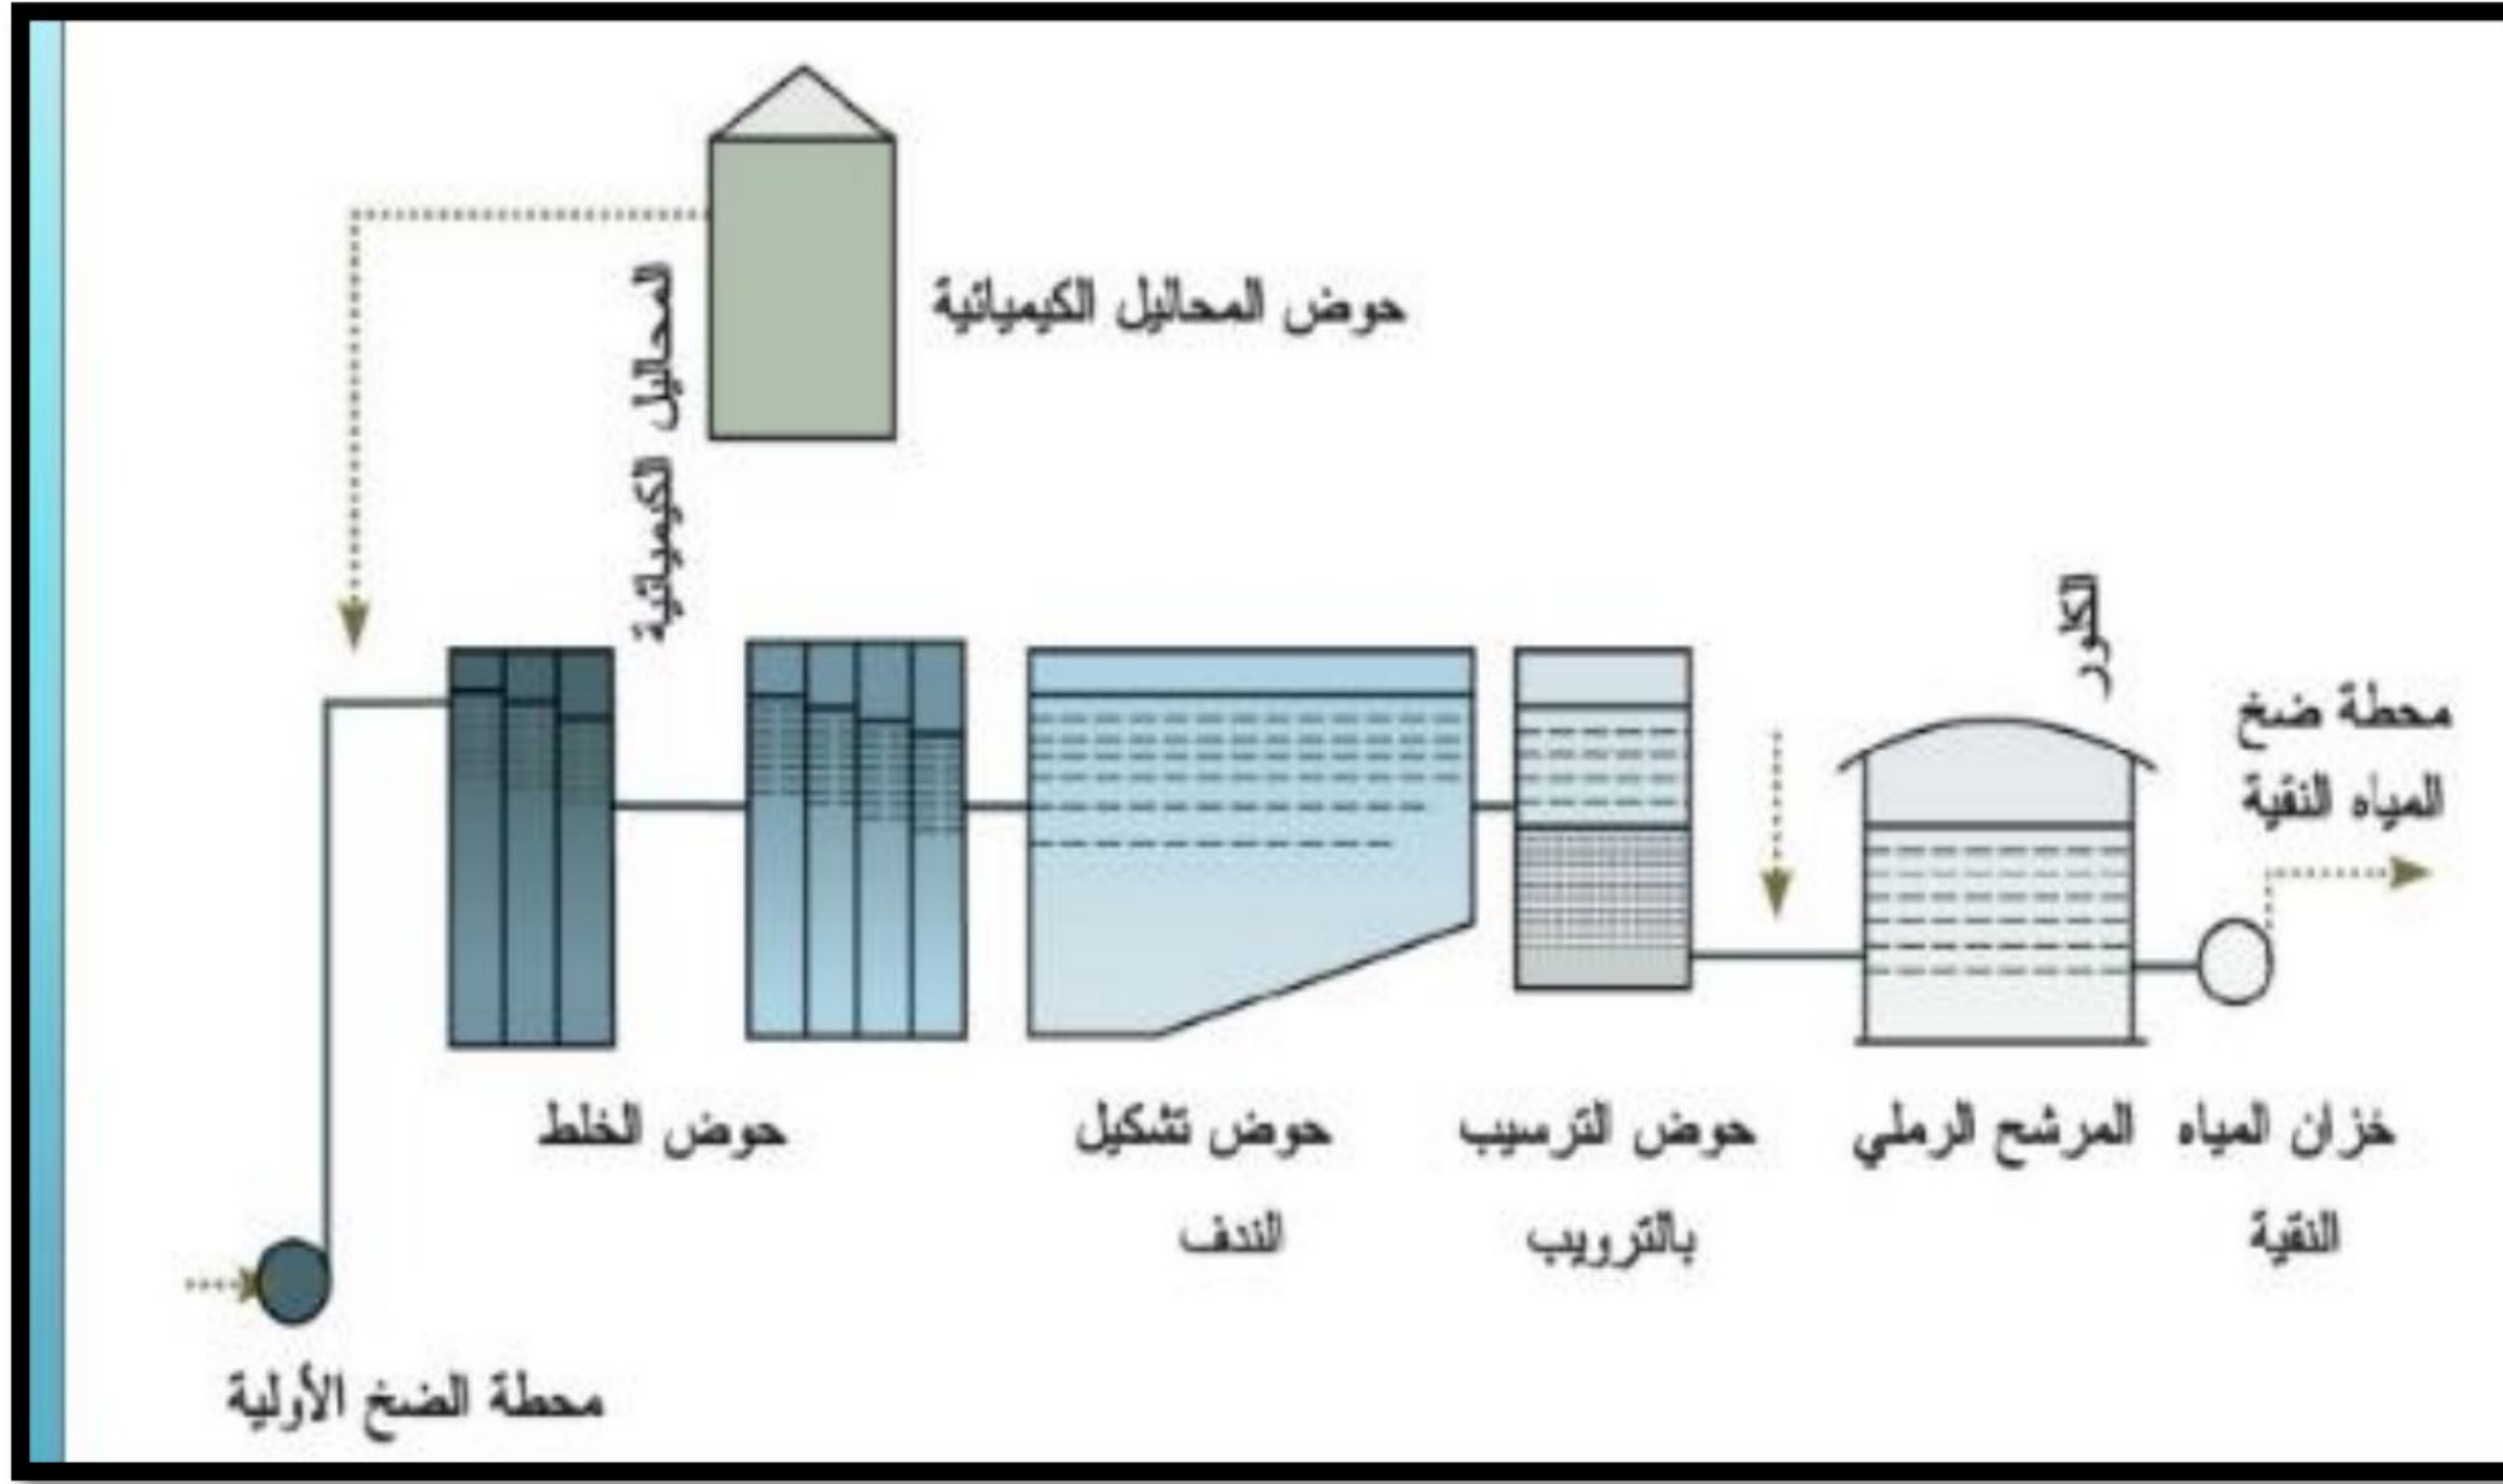 حوض المحاليل الكيميائية
المحاليل الكيميائية
الكلور
محطة ضخ
المياه النقية
حوض الخلط
حوض تشكيل
الندف
حوض الترسيب
بالترويب
المرشح الرملي
خزان المياه
النقية
محطة الضخ الأولية